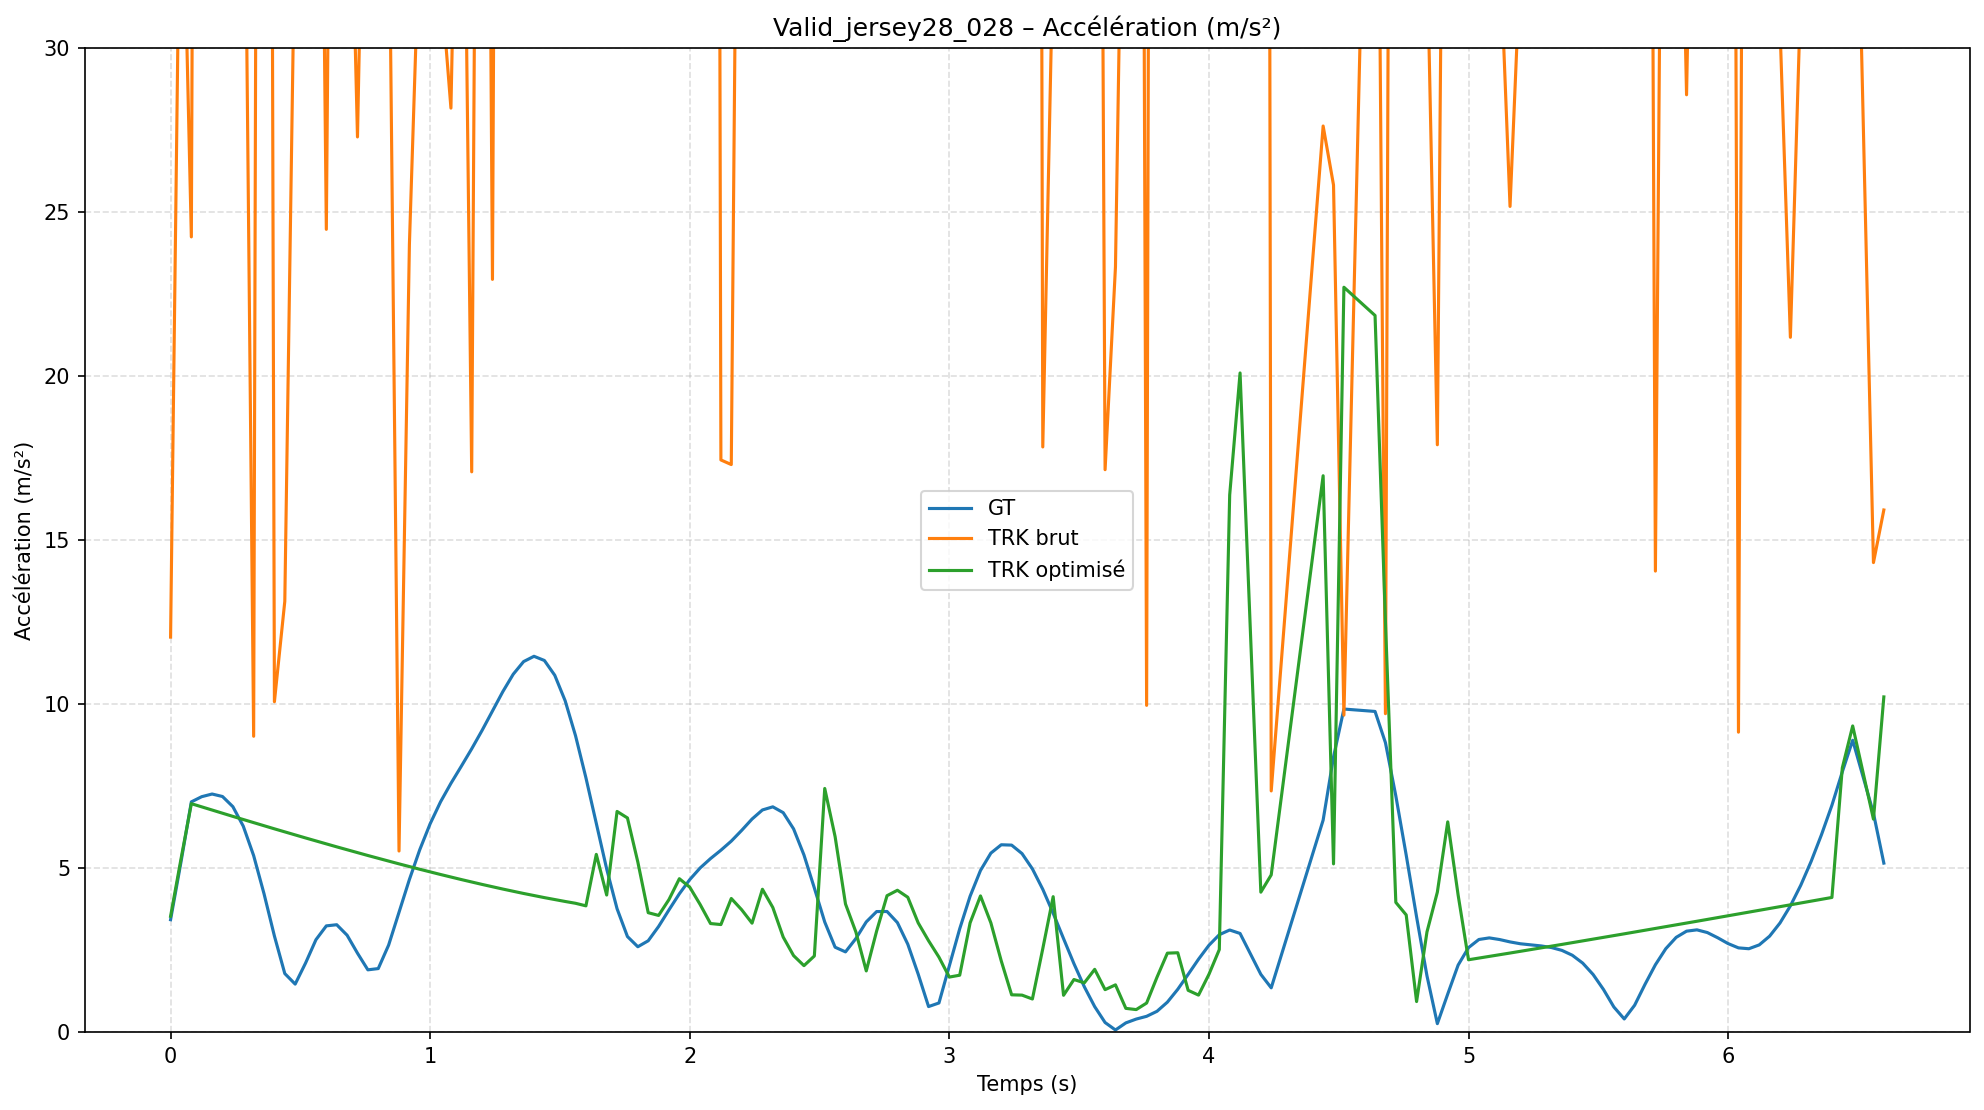 Valid_jersey28_028 – Accélération (m/s²)
30
25
20
15
10
5
0
Accélération (m/s²)
GT
TRK brut
TRK optimisé
0 1 2 3 4 5 6
Temps (s)